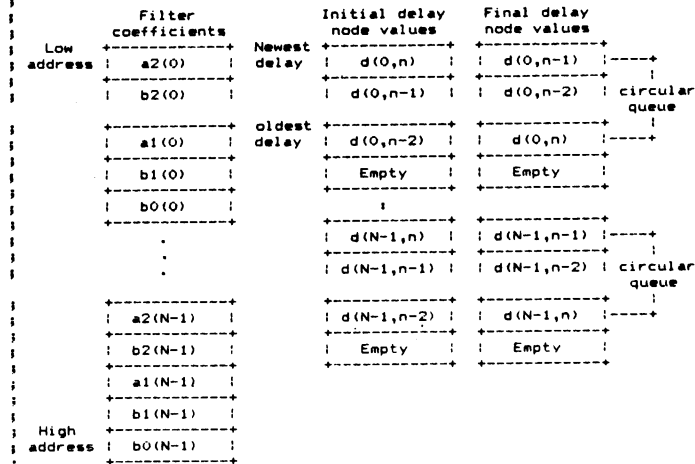 Filter Initial delay Final delay
coefficients node values node values
Low +------------+ Newest +------------+ +------------+
address | a2(0) | delay | d(0,n) | | d(0,n-1) |----+
| b2(0) | | d(0,n-1) | | d(0,n-2) | circular
queue
+------------+ oldest +------------+ +------------+
| a1(0) | delay | d(0,n-2) | | d(0,n) |----+
| b1(0) | | Empty | | Empty |
| b0(0) | :
. | d(N-1,n) | | d(N-1,n-1) |----+
. | d(N-1,n-1) | | d(N-1,n-2) | circular
. queue
| a2(N-1) | | d(N-1,n-2) | | d(N-1,n) |----+
| b2(N-1) | | Empty | | Empty |
| a1(N-1) |
| b1(N-1) |
High
address | b0(N-1) |